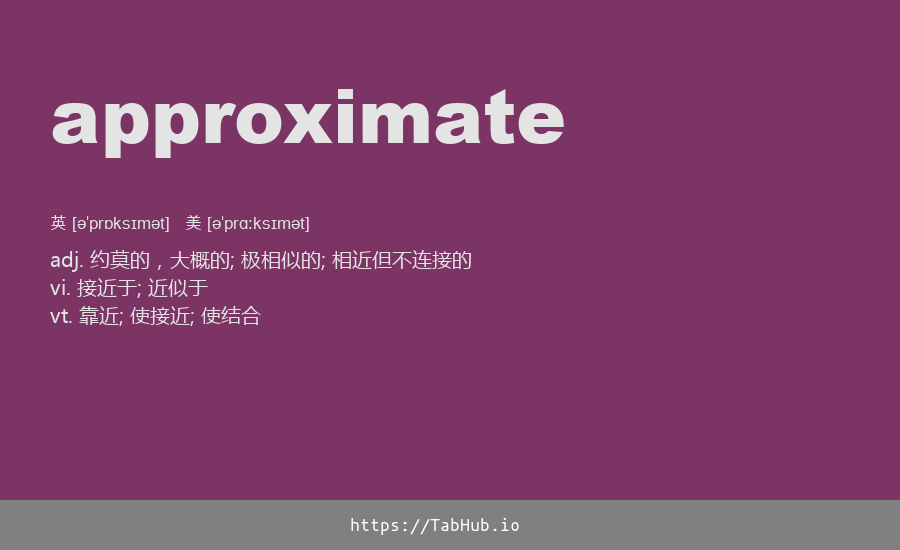 approximate
英 [əˈprɒksɪmət] 美 [əˈprɑːksɪmət]
adj. 约莫的，大概的; 极相似的; 相近但不连接的
vi. 接近于; 近似于
vt. 靠近; 使接近; 使结合
https://TabHub.io